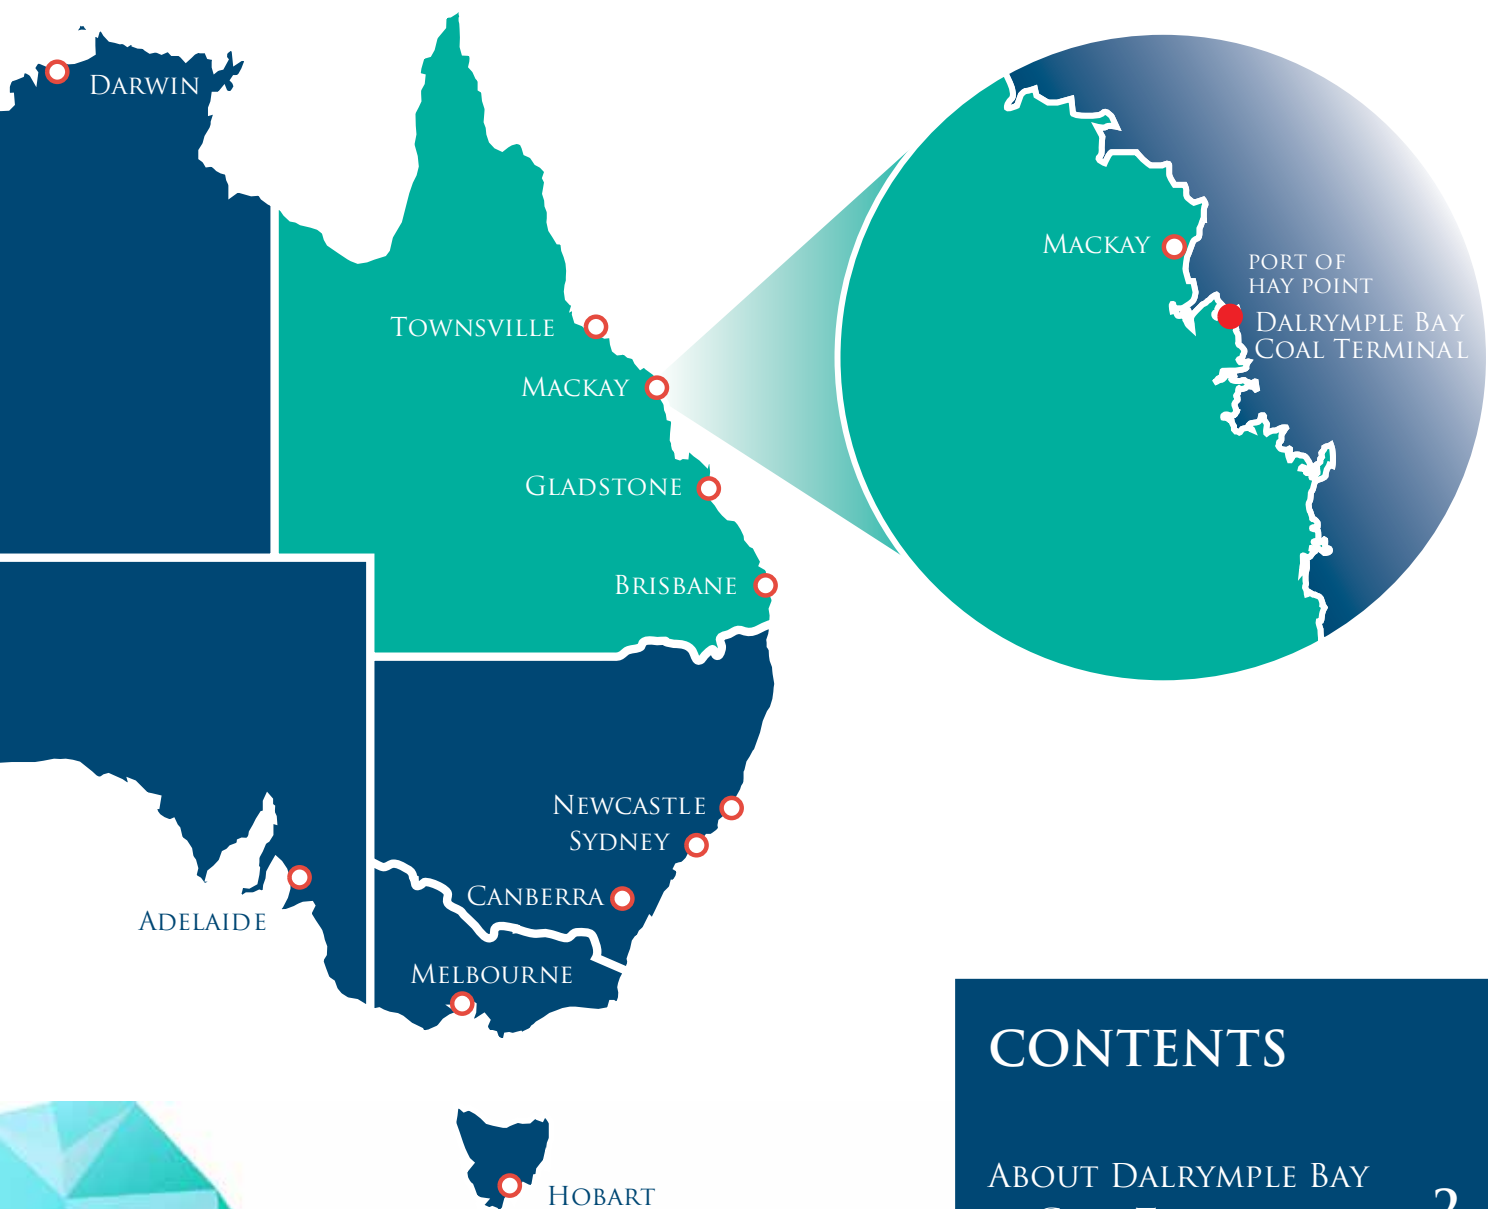 Darwin
Townsville
Mackay
Gladstone
Brisbane
Newcastle
Sydney
Canberra
Melbourne
Adelaide
Hobart
Mackay
PORT OF
HAY POINT
Dalrymple Bay
Coal Terminal
CONTENTS
About Dalrymple Bay